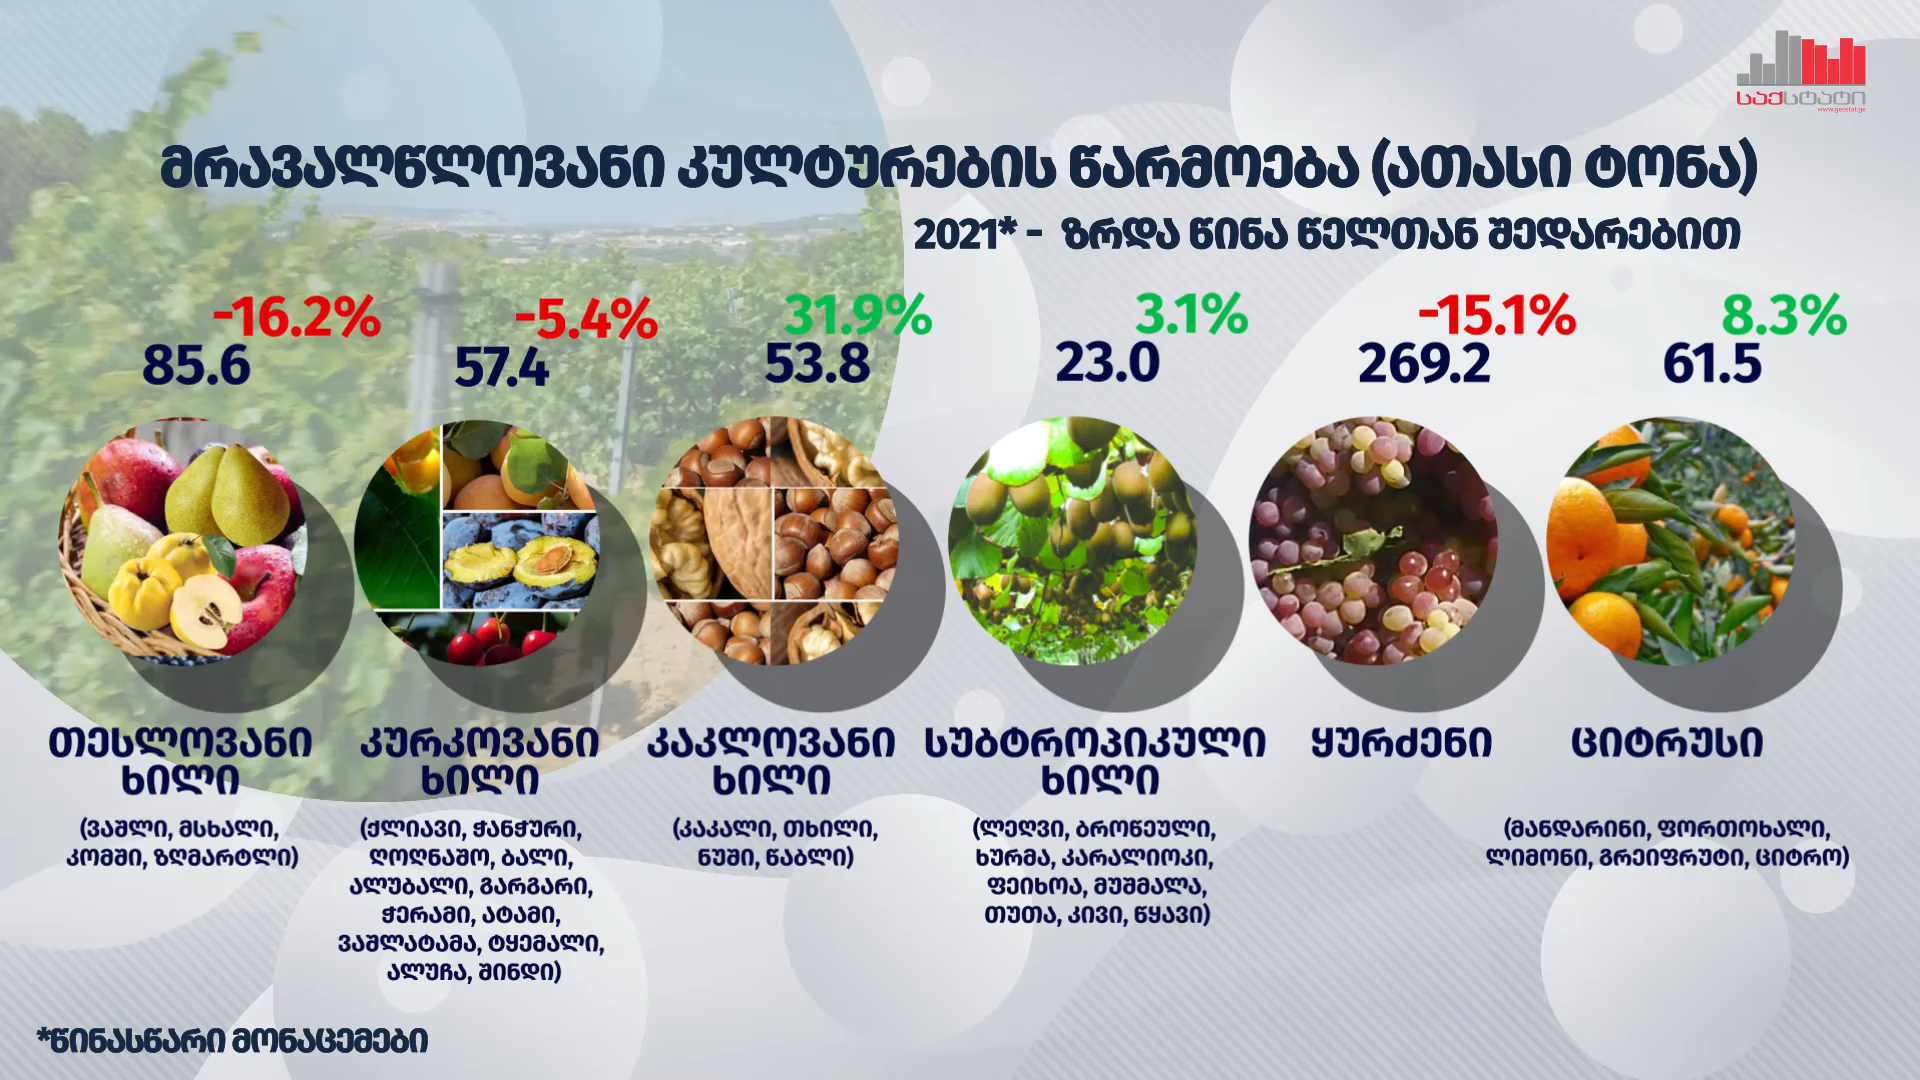 საქსტატი
www.geostat.ge
მრავალწლოვანი კულტურების წარმოება (ათასი ტონა)
2021* - ზრდა წინა წელთან შედარებით
-16.2% -5.4% 31.9% 3.1% -15.1% 8.3%
85.6 57.4 53.8 23.0 269.2 61.5
თესლოვანი
ხილი
(ვაშლი, მსხალი,
კომში, ზღმარტლი)
კურკოვანი
ხილი
(ქლიავი, ჭანჭური,
ღოღნაშო, ბალი,
ალუბალი, გარგარი,
ჭერამი, ატამი,
ვაშლატამა, ტყემალი,
ალუჩა, შინდი)
კაკლოვანი
ხილი
(კაკალი, თხილი,
ნუში, წაბლი)
სუბტროპიკული
ხილი
(ლეღვი, ბროწეული,
ხურმა, კარალიოკი,
ფეიხოა, მუშმალა,
თუთა, კივი, წყავი)
ყურძენი
ციტრუსი
(მანდარინი, ფორთოხალი,
ლიმონი, გრეიფრუტი, ციტრო)
*წინასწარი მონაცემები